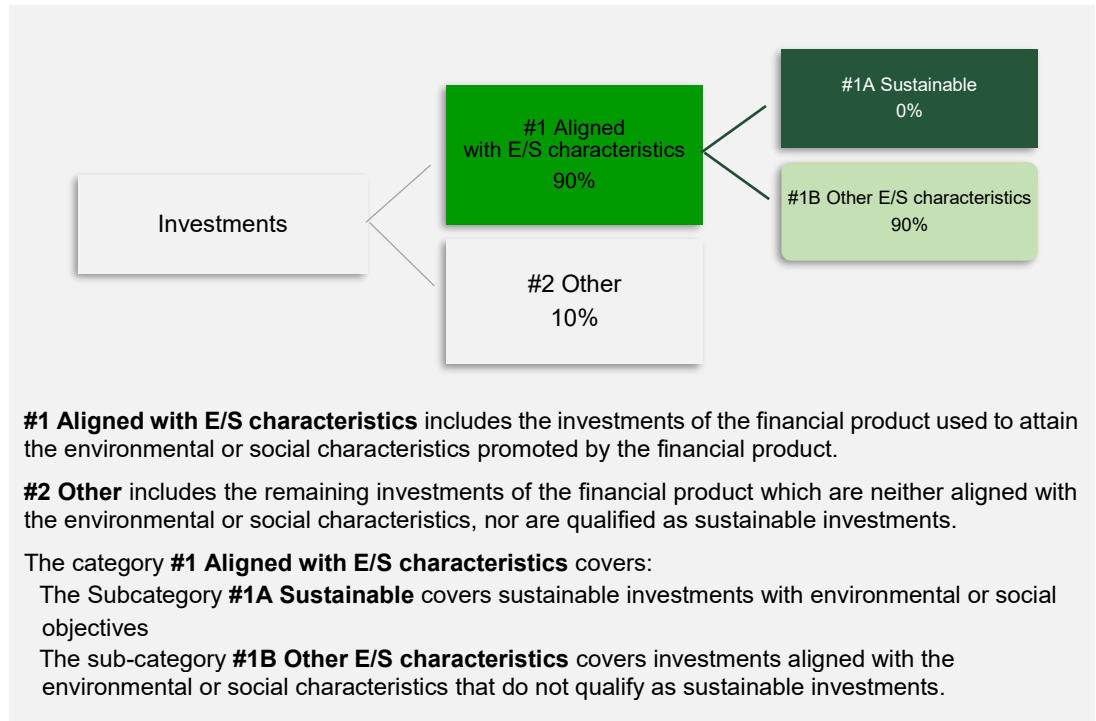 #1A Sustainable
0%
#1 Aligned
with E/S characteristics
90%
#1B Other E/S characteristics
90%
Investments
#2 Other
10%
#1 Aligned with E/S characteristics includes the investments of the financial product used to attain
the environmental or social characteristics promoted by the financial product.
#2 Other includes the remaining investments of the financial product which are neither aligned with
the environmental or social characteristics, nor are qualified as sustainable investments.
The category #1 Aligned with E/S characteristics covers:
The Subcategory #1A Sustainable covers sustainable investments with environmental or social
objectives
The sub-category #1B Other E/S characteristics covers investments aligned with the
environmental or social characteristics that do not qualify as sustainable investments.